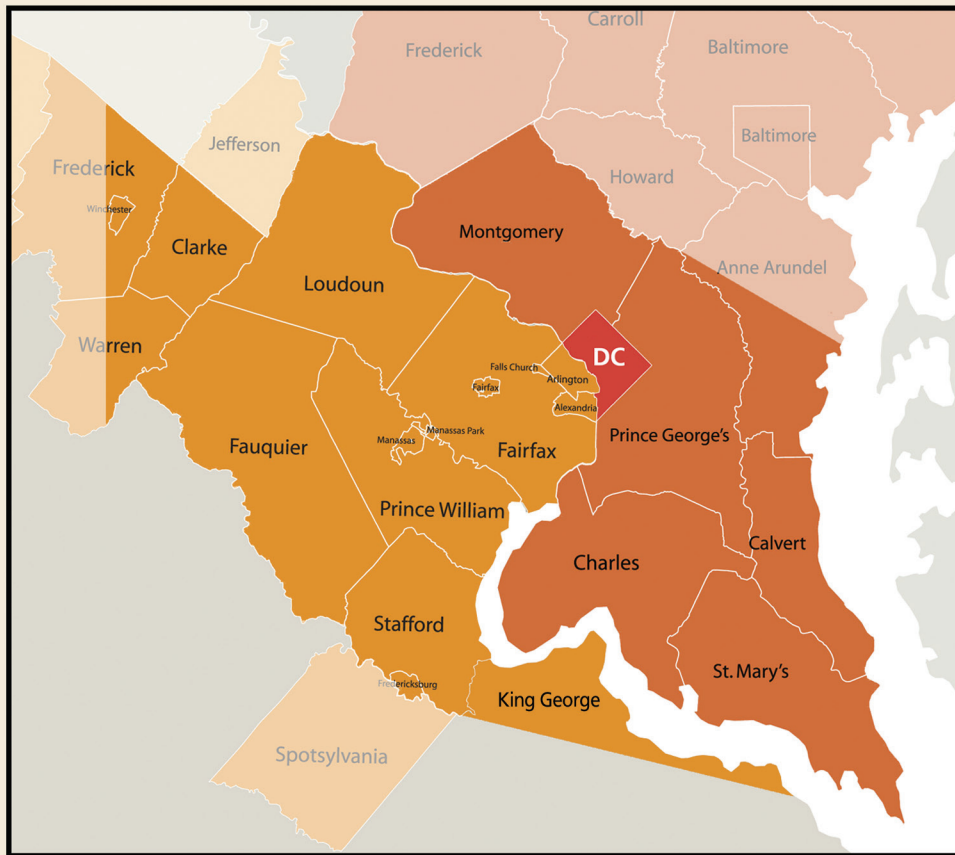 Carroll
Frederick
Baltimore
Baltimore
Jefferson
Frederick
Howard
Winchester
Montgomery
Clarke
Anne Arundel
Loudoun
Warren
DC
Falls Church
Arlington
Fairfax
Alexandria
Manassas Park
Manassas
Prince George's
Fauquier
Fairfax
Prince William
Calvert
Charles
Stafford
St. Mary's
Fredericksburg
King George
Spotsylvania